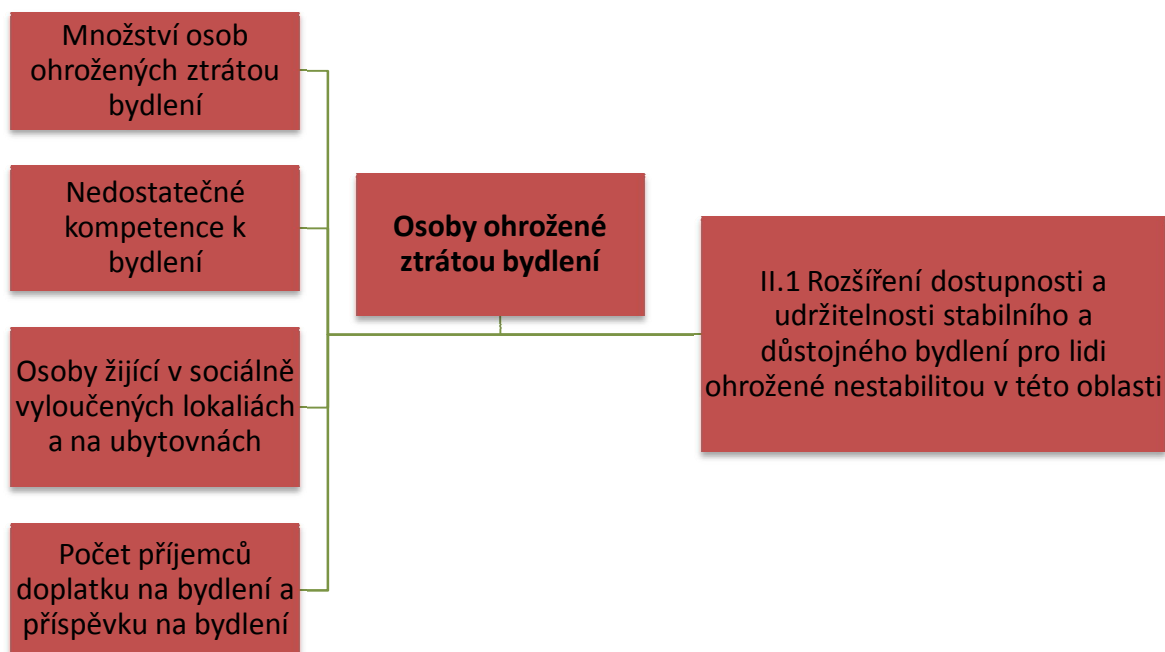 Množství osob
ohrožených ztrátou
bydlení
Nedostatečné
kompetence k
bydlení
Osoby žijící v sociálně
vyloučených lokaliách
a na ubytovnách
Počet příjemců
doplatku na bydlení a
příspěvku na bydlení
Osoby ohrožené
ztrátou bydlení
II.1 Rozšíření dostupnosti a
udržitelnosti stabilního a
důstojného bydlení pro lidi
ohrožené nestabilitou v této oblasti